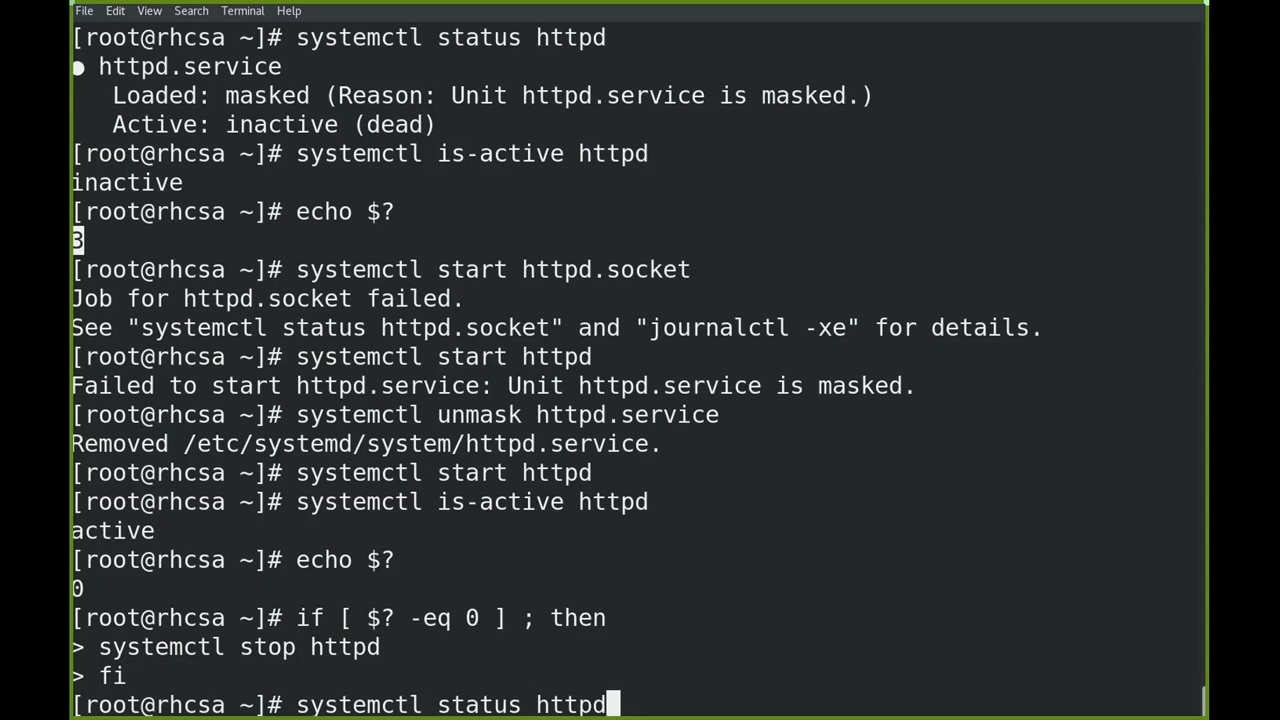 File Edit View Search Terminal Help
[root@rhcsa ~]# systemctl status httpd
● httpd.service
   Loaded: masked (Reason: Unit httpd.service is masked.)
   Active: inactive (dead)
[root@rhcsa ~]# systemctl is-active httpd
inactive
[root@rhcsa ~]# echo $?
3
[root@rhcsa ~]# systemctl start httpd.socket
Job for httpd.socket failed.
See "systemctl status httpd.socket" and "journalctl -xe" for details.
[root@rhcsa ~]# systemctl start httpd
Failed to start httpd.service: Unit httpd.service is masked.
[root@rhcsa ~]# systemctl unmask httpd.service
Removed /etc/systemd/system/httpd.service.
[root@rhcsa ~]# systemctl start httpd
[root@rhcsa ~]# systemctl is-active httpd
active
[root@rhcsa ~]# echo $?
0
[root@rhcsa ~]# if [ $? -eq 0 ] ; then
> systemctl stop httpd
> fi
[root@rhcsa ~]# systemctl status httpd